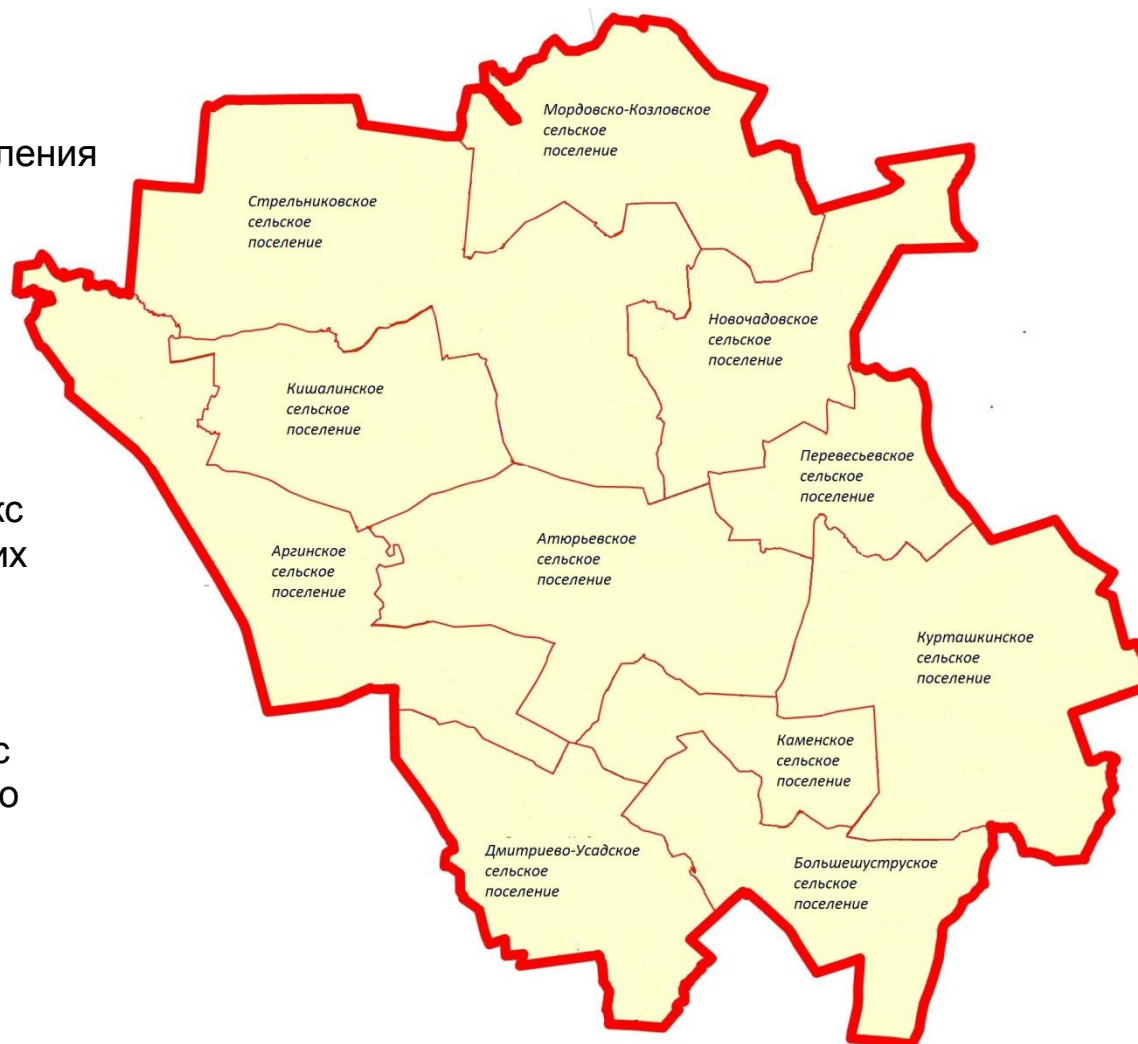 Мордовско-Козловское
сельское
поселение
ления
Стрельниковское
сельское
поселение
Новочадовское
сельское
поселение
Кишалинское
сельское
поселение
Перевесьевское
сельское
поселение
кс
их
Аргинское
сельское
поселение
Атюрьевское
сельское
поселение
Курташкинское
сельское
поселение
с
о
Каменское
сельское
поселение
Дмитриево-Усадское
сельское
поселение
Большешуструское
сельское
поселение